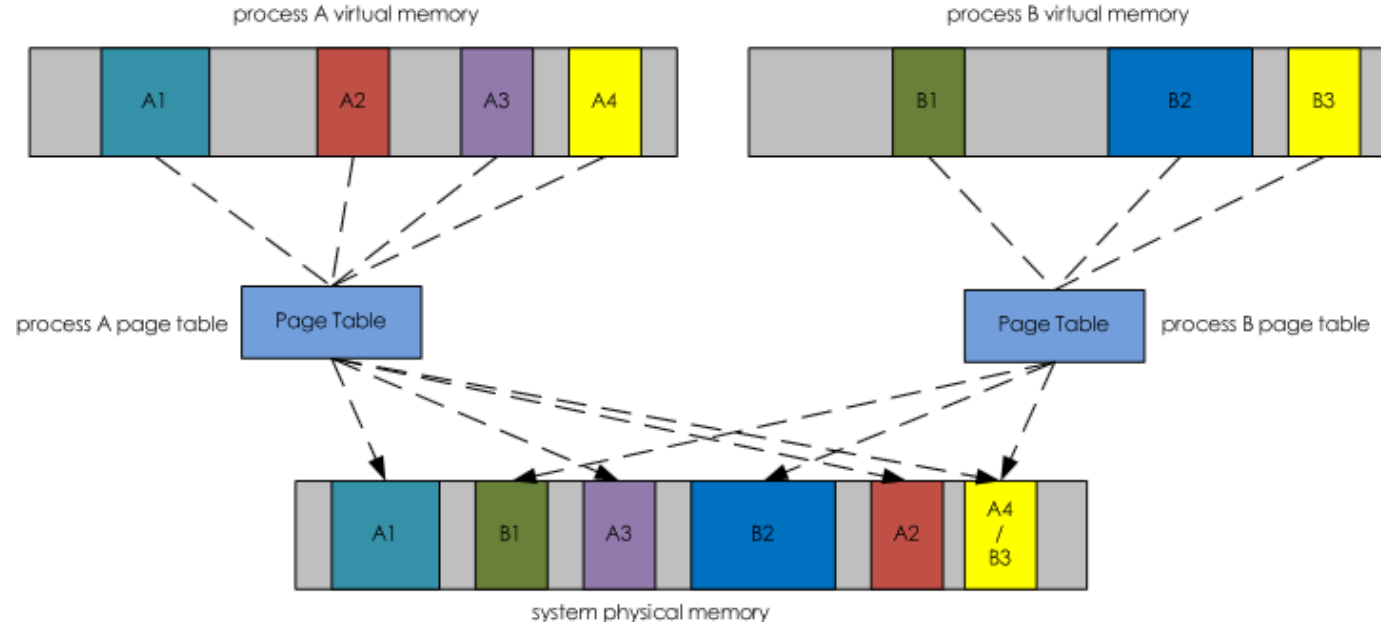 process A virtual memory
process B virtual memory
A1
A2
A3
A4
B1
B2
B3
process A page table
Page Table
Page Table
process B page table
A1
B1
A3
B2
A2
A4
/
B3
system physical memory